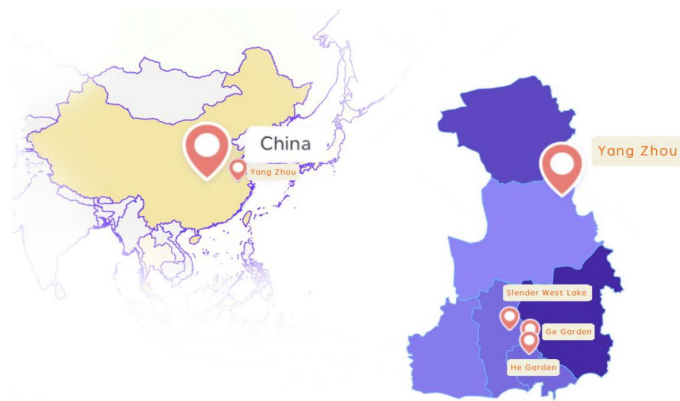 China
Yang Zhou
Yang Zhou
Slender West Lake
Ge Garden
He Garden